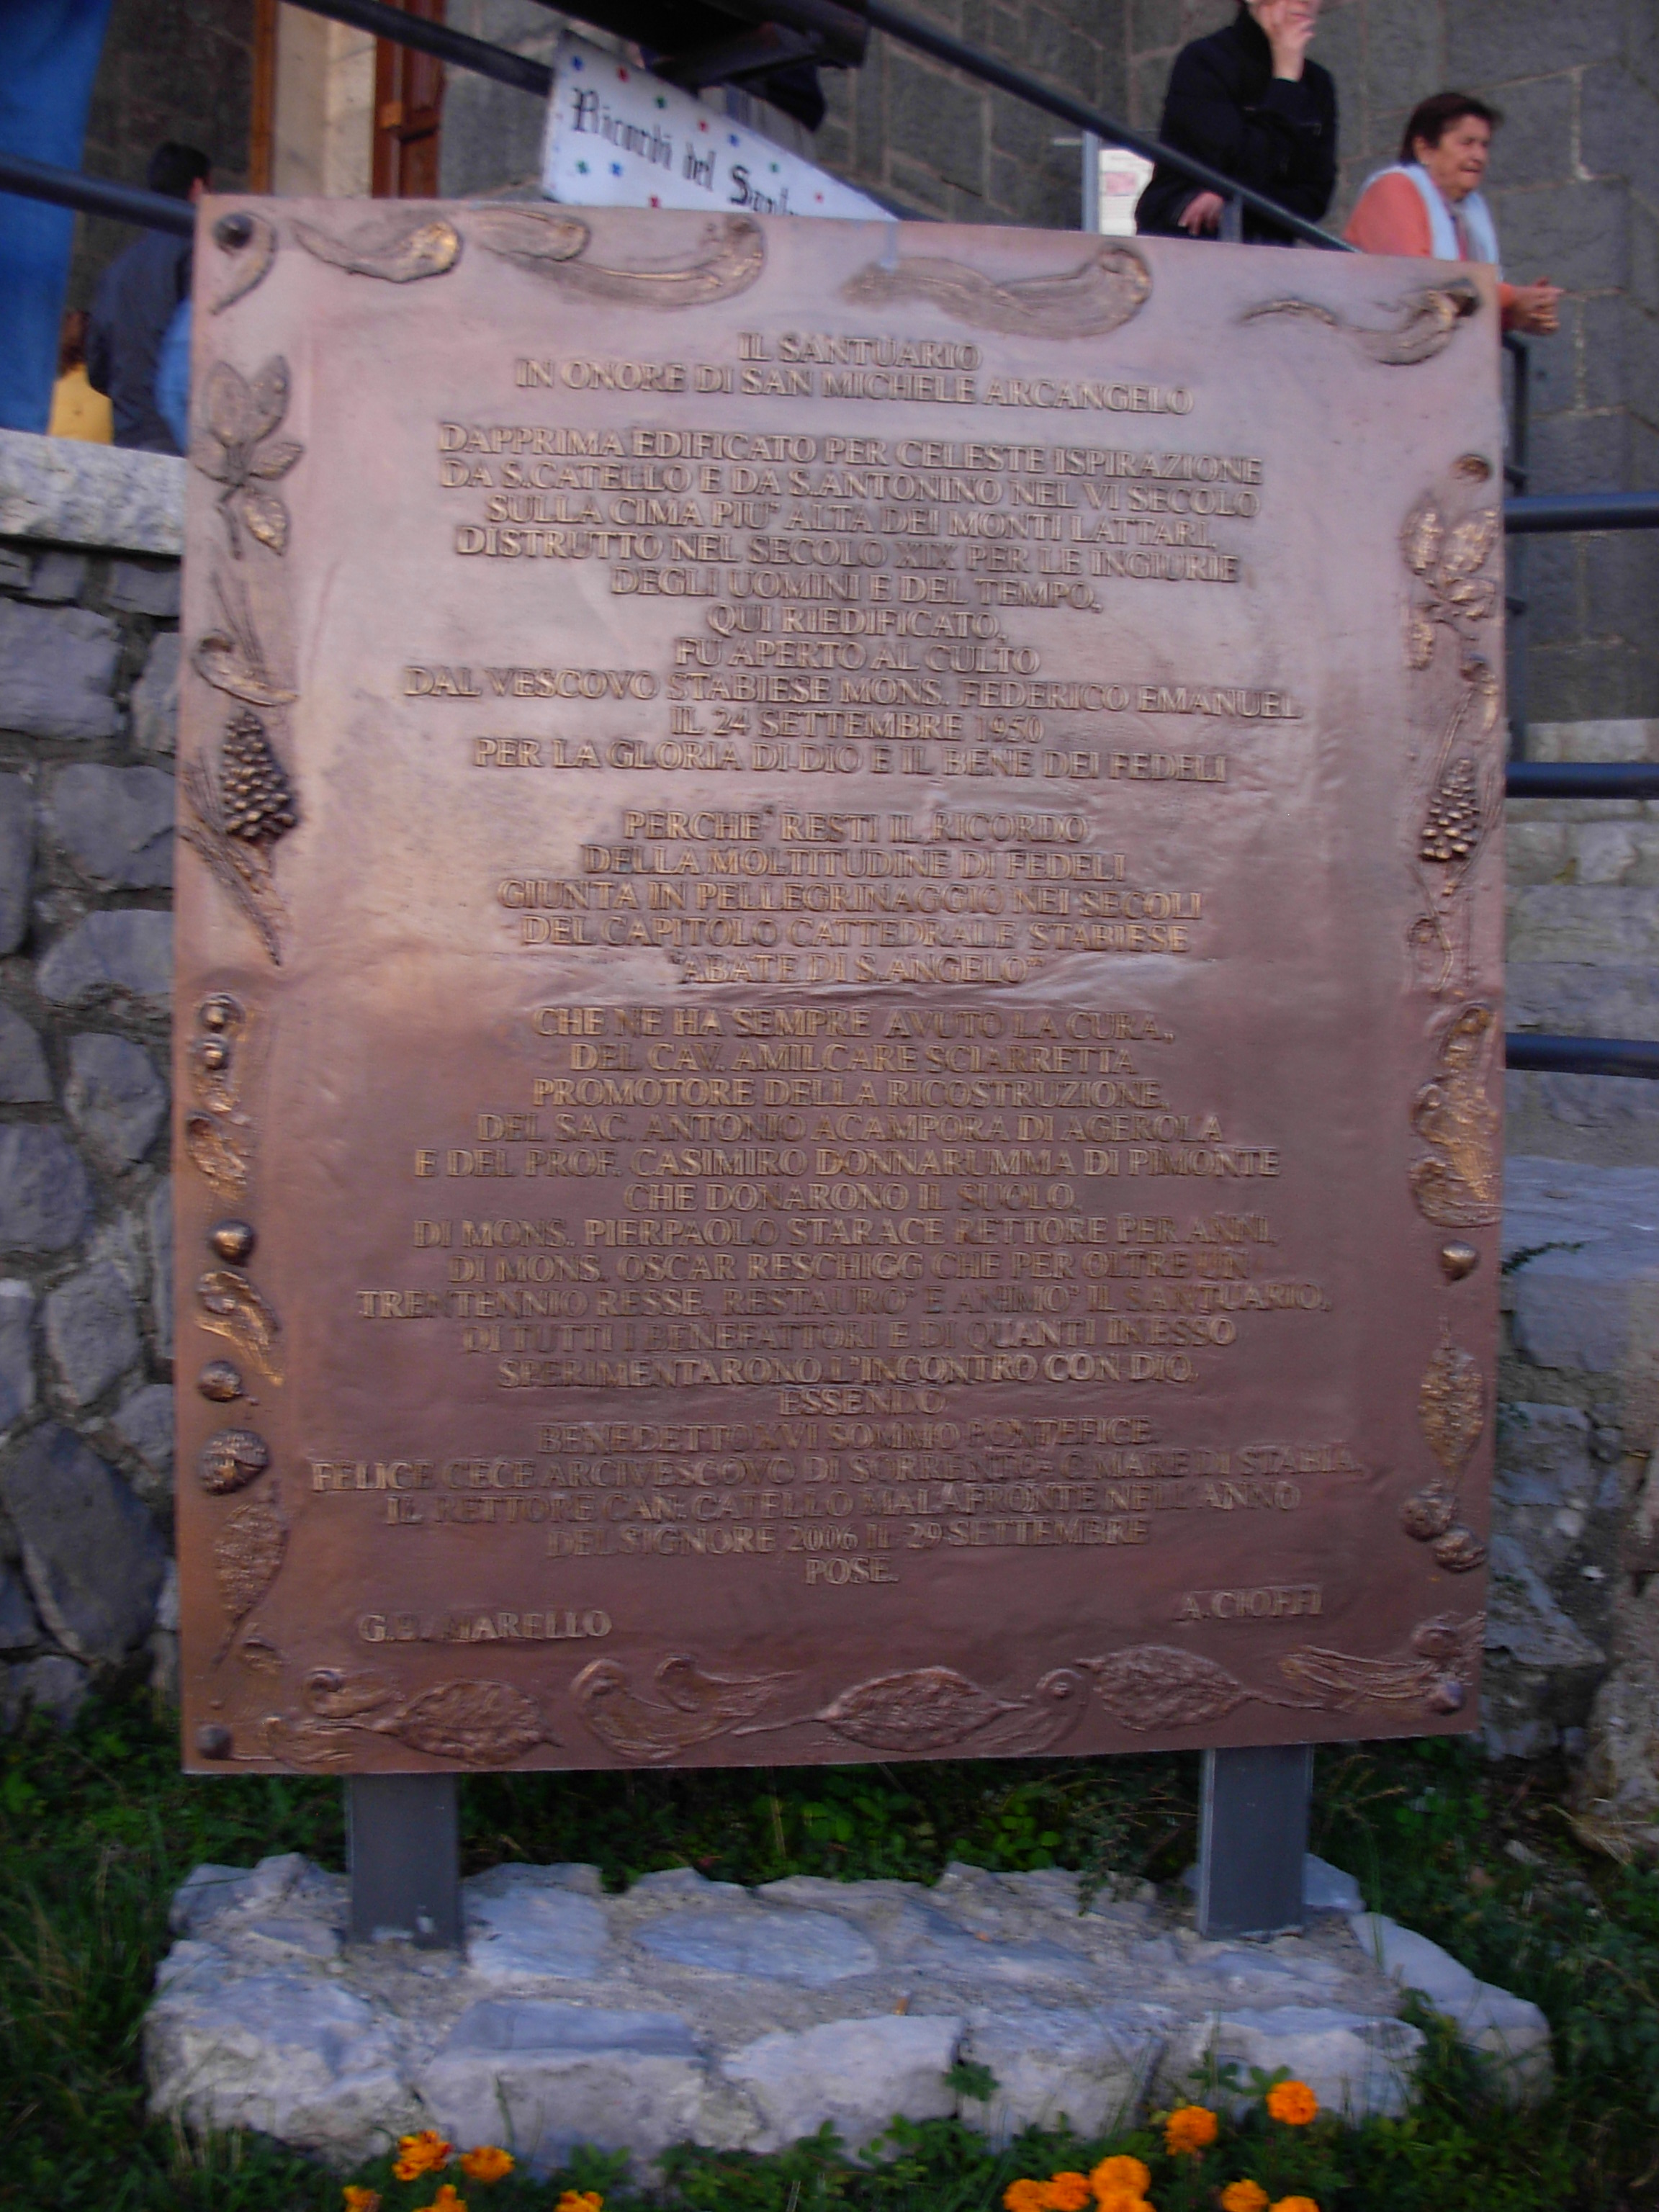 Ricordi del Santu
IL SANTUARIO
IN ONORE DI SAN MICHELE ARCANGELO
DAPPRIMA EDIFICATO PER CELESTE ISPIRAZIONE
DA S.CATELLO E DA S.ANTONINO NEL VI SECOLO
SULLA CIMA PIU' ALTA DEI MONTI LATTARI,
DISTRUTTO NEL SECOLO XIX PER LE INGIURIE
DEGLI UOMINI E DEL TEMPO,
QUI RIEDIFICATO,
FU APERTO AL CULTO
DAL VESCOVO STABIESE MONS. FEDERICO EMANUEL
IL 24 SETTEMBRE 1950
PER LA GLORIA DI DIO E IL BENE DEI FEDELI
PERCHE' RESTI IL RICORDO
DELLA MOLTITUDINE DI FEDELI
GIUNTA IN PELLEGRINAGGIO NEI SECOLI
DEL CAPITOLO CATTEDRALE STABIESE
"ABATE DI S.ANGELO"
CHE NE HA SEMPRE AVUTO LA CURA,
DEL CAV. AMILCARE SCIARRETTA
PROMOTORE DELLA RICOSTRUZIONE,
DEL SAC. ANTONIO ACAMPORA DI AGEROLA
E DEL PROF. CASIMIRO DONNARUMMA DI PIMONTE
CHE DONARONO IL SUOLO,
DI MONS. PIERPAOLO STARACE RETTORE PER ANNI,
DI MONS. OSCAR RESCHIGG CHE PER OLTRE UN
TRENTENNIO RESSE, RESTAURO' E ANIMO' IL SANTUARIO,
DI TUTTI I BENEFATTORI E DI QUANTI IN ESSO
SPERIMENTARONO L'INCONTRO CON DIO.
ESSENDO
BENEDETTO XVI SOMMO PONTEFICE
FELICE CECE ARCIVESCOVO DI SORRENTO-C/MARE DI STABIA,
IL RETTORE CAN. CATELLO MALAFRONTE NELL'ANNO
DEL SIGNORE 2006 IL 29 SETTEMBRE
POSE.
A.CIOFFI